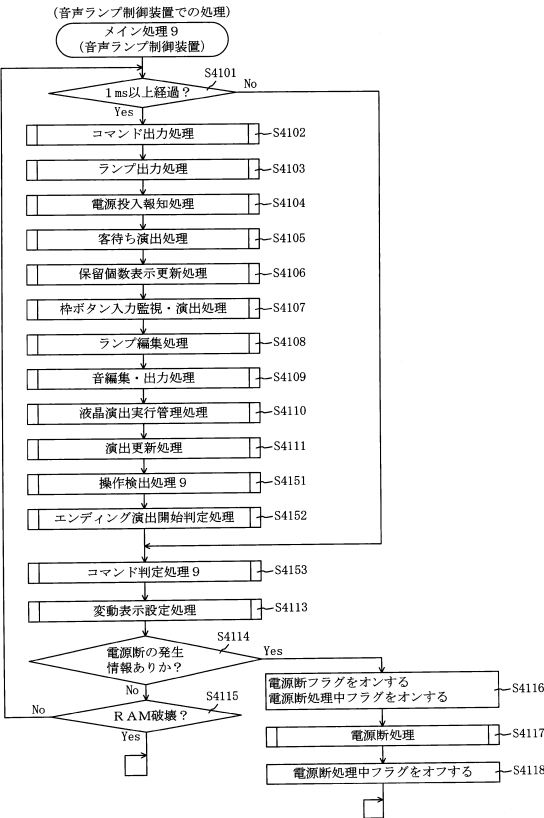 (音声ランプ制御装置での処理)
メイン処理９
(音声ランプ制御装置)
S4101
１ms以上経過？
No
Yes
コマンド出力処理
S4102
ランプ出力処理
S4103
電源投入報知処理
S4104
客待ち演出処理
S4105
保留個数表示更新処理
S4106
枠ボタン入力監視・演出処理
S4107
ランプ編集処理
S4108
音編集・出力処理
S4109
液晶演出実行管理処理
S4110
演出更新処理
S4111
操作検出処理９
S4151
エンディング演出開始判定処理
S4152
コマンド判定処理９
S4153
変動表示設定処理
S4113
電源断の発生
情報ありか？
S4114
Yes
No
電源断フラグをオンする
電源断処理中フラグをオンする
S4116
ＲＡＭ破壊？
S4115
No
Yes
電源断処理
S4117
電源断処理中フラグをオフする
S4118